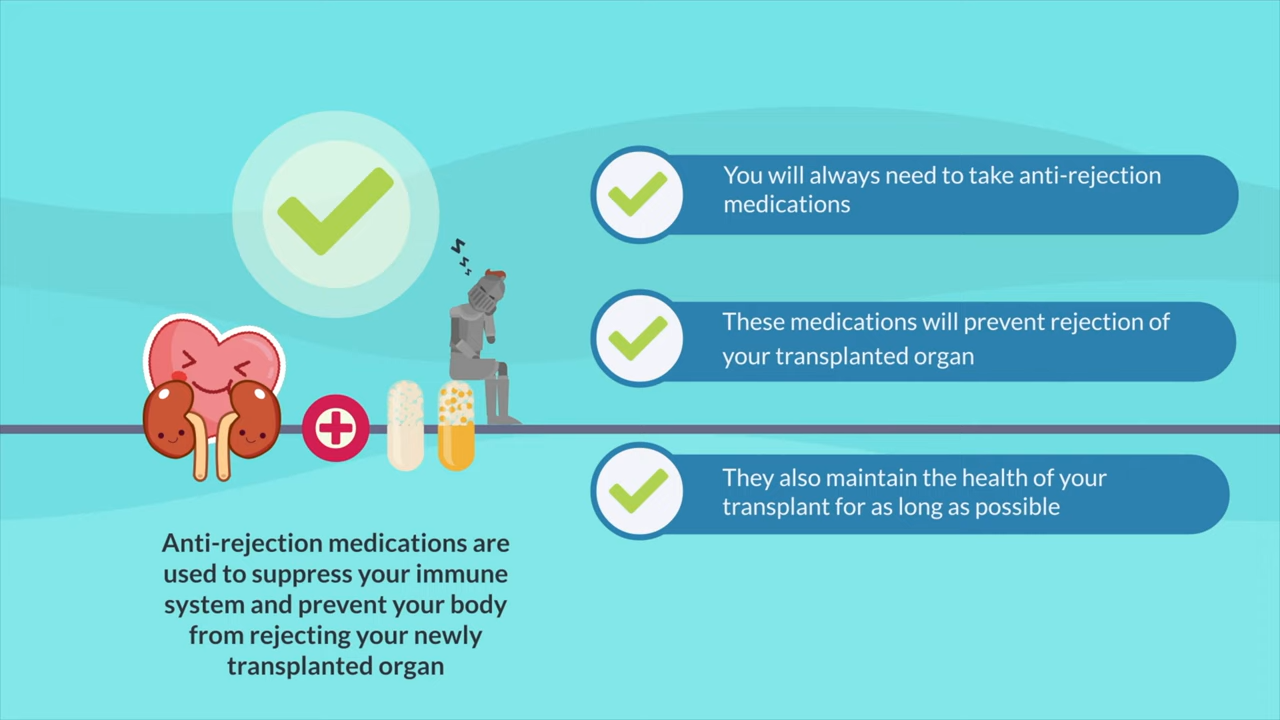 z
z
z
You will always need to take anti-rejection
medications
These medications will prevent rejection of
your transplanted organ
They also maintain the health of your
transplant for as long as possible
Anti-rejection medications are
used to suppress your immune
system and prevent your body
from rejecting your newly
transplanted organ